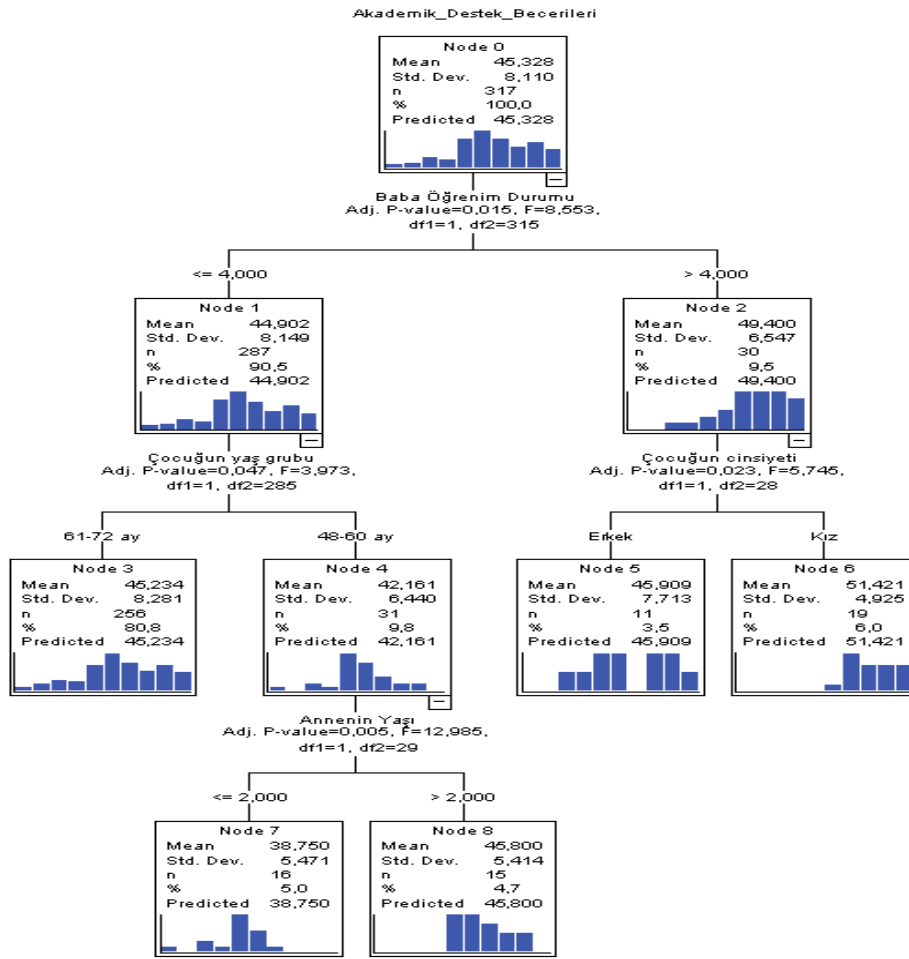 Akademik_Destek_Becerileri
Node 0
Mean 45,328
Std. Dev. 8,110
n 317
% 100,0
Predicted 45,328
Baba Öğrenim Durumu
Adj. P-value=0,015, F=8,553,
df1=1, df2=315
<= 4,000
> 4,000
Node 1
Mean 44,902
Std. Dev. 8,149
n 287
% 90,5
Predicted 44,902
Node 2
Mean 49,400
Std. Dev. 6,547
n 30
% 9,5
Predicted 49,400
Çocuğun yaş grubu
Adj. P-value=0,047, F=3,973,
df1=1, df2=285
Çocuğun cinsiyeti
Adj. P-value=0,023, F=5,745,
df1=1, df2=28
61-72 ay
48-60 ay
Erkek
Kız
Node 3
Mean 45,234
Std. Dev. 8,281
n 256
% 80,8
Predicted 45,234
Node 4
Mean 42,161
Std. Dev. 6,440
n 31
% 9,8
Predicted 42,161
Node 5
Mean 45,909
Std. Dev. 7,713
n 11
% 3,5
Predicted 45,909
Node 6
Mean 51,421
Std. Dev. 4,925
n 19
% 6,0
Predicted 51,421
Annenin Yaşı
Adj. P-value=0,005, F=12,985,
df1=1, df2=29
<= 2,000
> 2,000
Node 7
Mean 38,750
Std. Dev. 5,471
n 16
% 5,0
Predicted 38,750
Node 8
Mean 45,800
Std. Dev. 5,414
n 15
% 4,7
Predicted 45,800